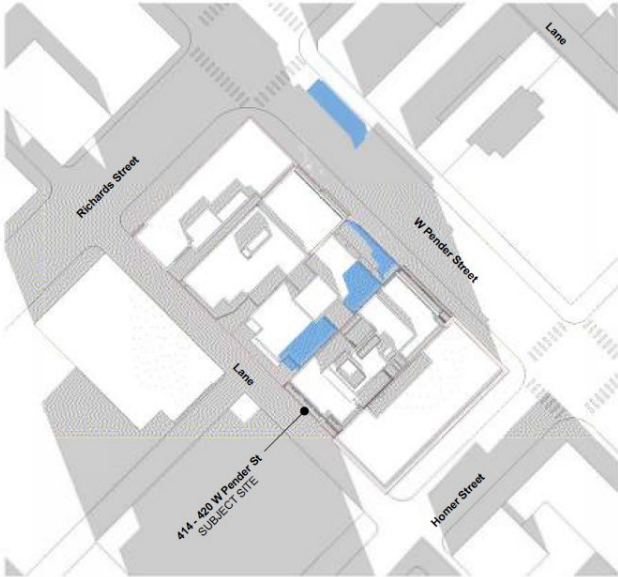 Lane
Richards Street
W Pender Street
Lane
414 - 420 W Pender St
SUBJECT SITE
Homer Street